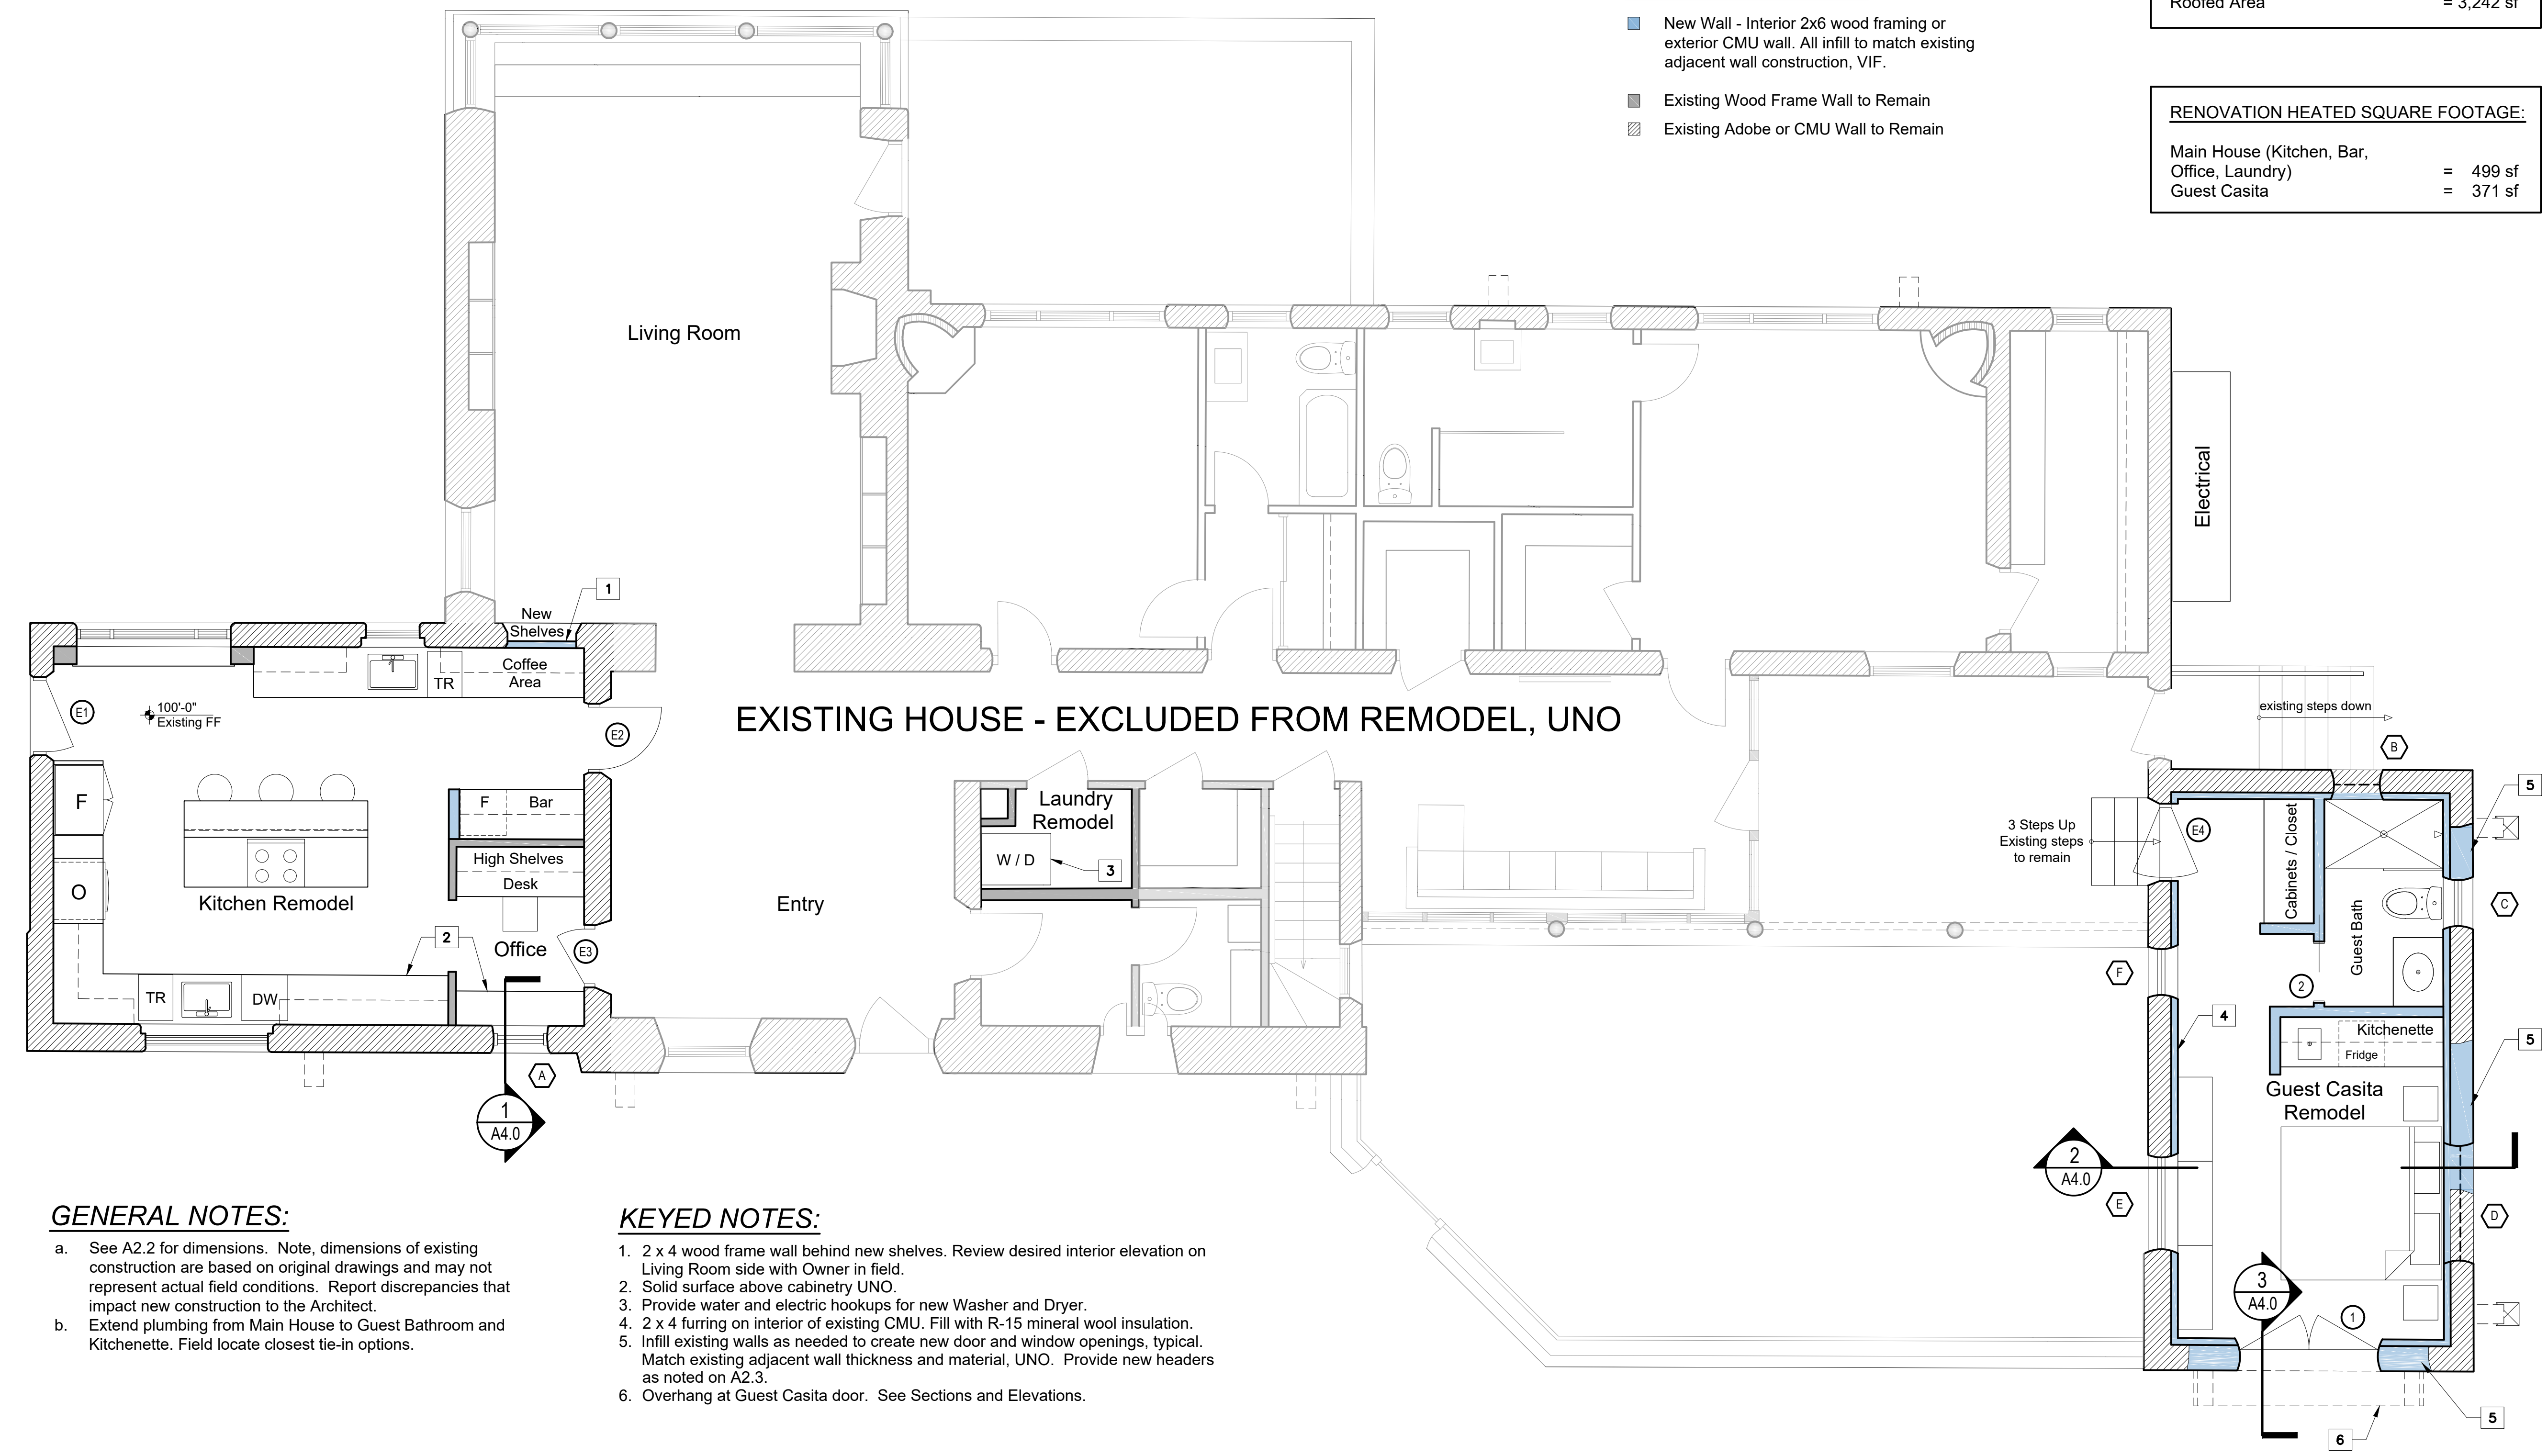 Roofed Area = 3,242 sf
New Wall - Interior 2x6 wood framing or
exterior CMU wall. All infill to match existing
adjacent wall construction, VIF.
Existing Wood Frame Wall to Remain
Existing Adobe or CMU Wall to Remain
RENOVATION HEATED SQUARE FOOTAGE:
Main House (Kitchen, Bar,
Office, Laundry) = 499 sf
Guest Casita = 371 sf
Living Room
Electrical
1
New
Shelves
Coffee
Area
TR
E1
100'-0"
Existing FF
E2
EXISTING HOUSE - EXCLUDED FROM REMODEL, UNO
existing steps down
B
5
F
F Bar
Laundry
Remodel
W / D
3
3 Steps Up
Existing steps
to remain
E4
Cabinets / Closet
High Shelves
Desk
O
Kitchen Remodel
Entry
C
2
Office
E3
Guest Bath
F
2
TR
DW
4
Kitchenette
Fridge
5
A
Guest Casita
Remodel
1
A4.0
2
A4.0
E
D
3
A4.0
1
5
6
GENERAL NOTES:
a. See A2.2 for dimensions. Note, dimensions of existing
construction are based on original drawings and may not
represent actual field conditions. Report discrepancies that
impact new construction to the Architect.
b. Extend plumbing from Main House to Guest Bathroom and
Kitchenette. Field locate closest tie-in options.
KEYED NOTES:
1. 2 x 4 wood frame wall behind new shelves. Review desired interior elevation on
Living Room side with Owner in field.
2. Solid surface above cabinetry UNO.
3. Provide water and electric hookups for new Washer and Dryer.
4. 2 x 4 furring on interior of existing CMU. Fill with R-15 mineral wool insulation.
5. Infill existing walls as needed to create new door and window openings, typical.
Match existing adjacent wall thickness and material, UNO. Provide new headers
as noted on A2.3.
6. Overhang at Guest Casita door. See Sections and Elevations.